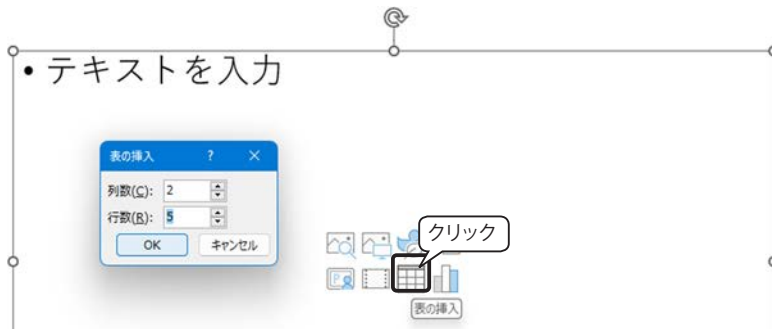 • テキストを入力
表の挿入 ? ×
列数(C): 2
行数(R): 5
OK キャンセル
クリック
表の挿入